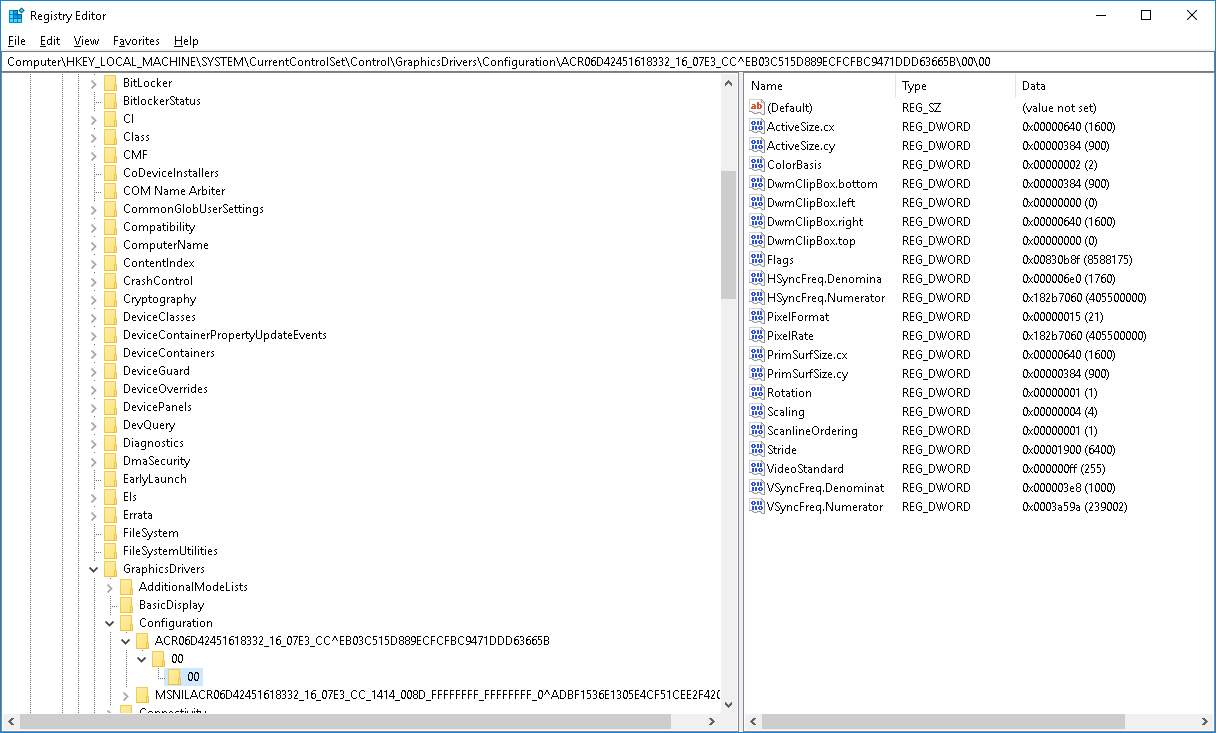 Registry Editor
File Edit View Favorites Help
Computer\HKEY_LOCAL_MACHINE\SYSTEM\CurrentControlSet\Control\GraphicsDrivers\Configuration\ACR06D42451618332_16_07E3_CC^EB03C515D889ECFCFBC9471DDD63665B\00\00
BitLocker
BitlockerStatus
CI
Class
CMF
CoDeviceInstallers
COM Name Arbiter
CommonGlobUserSettings
Compatibility
ComputerName
ContentIndex
CrashControl
Cryptography
DeviceClasses
DeviceContainerPropertyUpdateEvents
DeviceContainers
DeviceGuard
DeviceOverrides
DevicePanels
DevQuery
Diagnostics
DmaSecurity
EarlyLaunch
Els
Errata
FileSystem
FileSystemUtilities
GraphicsDrivers
AdditionalModeLists
BasicDisplay
Configuration
ACR06D42451618332_16_07E3_CC^EB03C515D889ECFCFBC9471DDD63665B
00
00
MSNILACR06D42451618332_16_07E3_CC_1414_008D_FFFFFFFF_FFFFFFFF_0^ADBF1536E1305E4CF51CEE2F420
Connectivity
Name Type Data
(Default) REG_SZ (value not set)
ActiveSize.cx REG_DWORD 0x00000640 (1600)
ActiveSize.cy REG_DWORD 0x00000384 (900)
ColorBasis REG_DWORD 0x00000002 (2)
DwmClipBox.bottom REG_DWORD 0x00000384 (900)
DwmClipBox.left REG_DWORD 0x00000000 (0)
DwmClipBox.right REG_DWORD 0x00000640 (1600)
DwmClipBox.top REG_DWORD 0x00000000 (0)
Flags REG_DWORD 0x00830b8f (8588175)
HSyncFreq.Denomina REG_DWORD 0x000006e0 (1760)
HSyncFreq.Numerator REG_DWORD 0x182b7060 (405500000)
PixelFormat REG_DWORD 0x00000015 (21)
PixelRate REG_DWORD 0x182b7060 (405500000)
PrimSurfSize.cx REG_DWORD 0x00000640 (1600)
PrimSurfSize.cy REG_DWORD 0x00000384 (900)
Rotation REG_DWORD 0x00000001 (1)
Scaling REG_DWORD 0x00000004 (4)
ScanlineOrdering REG_DWORD 0x00000001 (1)
Stride REG_DWORD 0x00001900 (6400)
VideoStandard REG_DWORD 0x000000ff (255)
VSyncFreq.Denominat REG_DWORD 0x000003e8 (1000)
VSyncFreq.Numerator REG_DWORD 0x0003a59a (239002)